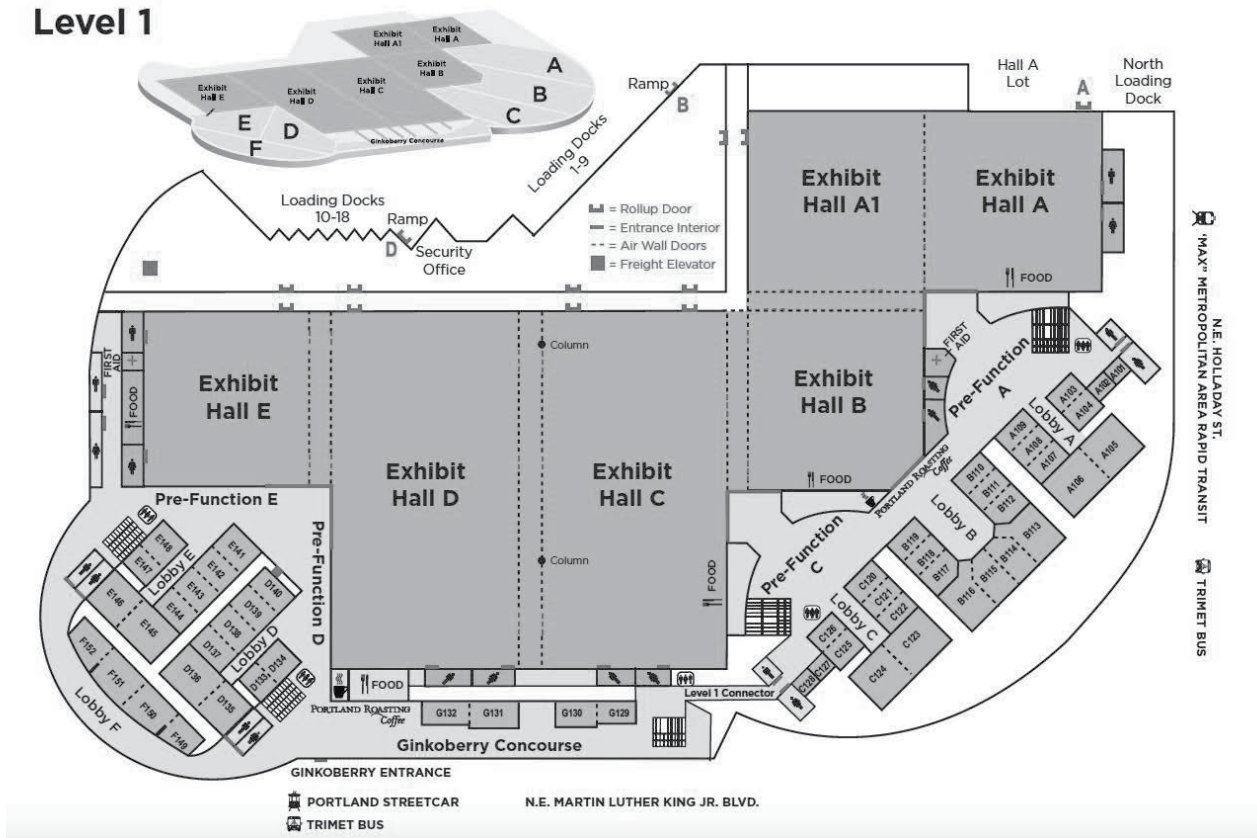 Level 1
Exhibit
Hall A1
Exhibit
Hall A
Exhibit
Hall B
Exhibit
Hall C
Exhibit
Hall D
Exhibit
Hall E
A
B
C
D
E
F
Ginkoberry Concourse
Ramp
B
Loading Docks
1-9
Loading Docks
10-18
Ramp
D
Security
Office
= Rollup Door
= Entrance Interior
= Air Wall Doors
= Freight Elevator
Hall A
Lot
A
North
Loading
Dock
Exhibit
Hall A1
Exhibit
Hall A
FOOD
Exhibit
Hall B
FOOD
FIRST
AID
Exhibit
Hall C
FOOD
Column
Column
Exhibit
Hall D
Exhibit
Hall E
FIRST
AID
FOOD
Pre-Function
A
Lobby A
A101
A102
A103
A104
A105
A106
A107
A108
A109
PORTLAND ROASTING
Coffee
Lobby B
B110
B111
B112
B113
B114
B115
B116
B117
B118
B119
Pre-Function
C
Lobby C
C120
C121
C122
C123
C124
C125
C126
C127
C128
Level 1 Connector
Pre-Function E
Pre-Function D
Lobby E
E148
E147
E146
E145
E144
E143
E142
E141
Lobby D
D140
D139
D138
D137
D136
D135
D134
D133
Lobby F
F152
F151
F150
F149
FOOD
PORTLAND ROASTING
Coffee
G132
G131
G130
G129
Ginkoberry Concourse
GINKOBERRY ENTRANCE
PORTLAND STREETCAR
TRIMET BUS
N.E. MARTIN LUTHER KING JR. BLVD.
N.E. HOLLADAY ST.
'MAX" METROPOLITAN AREA RAPID TRANSIT
TRIMET BUS